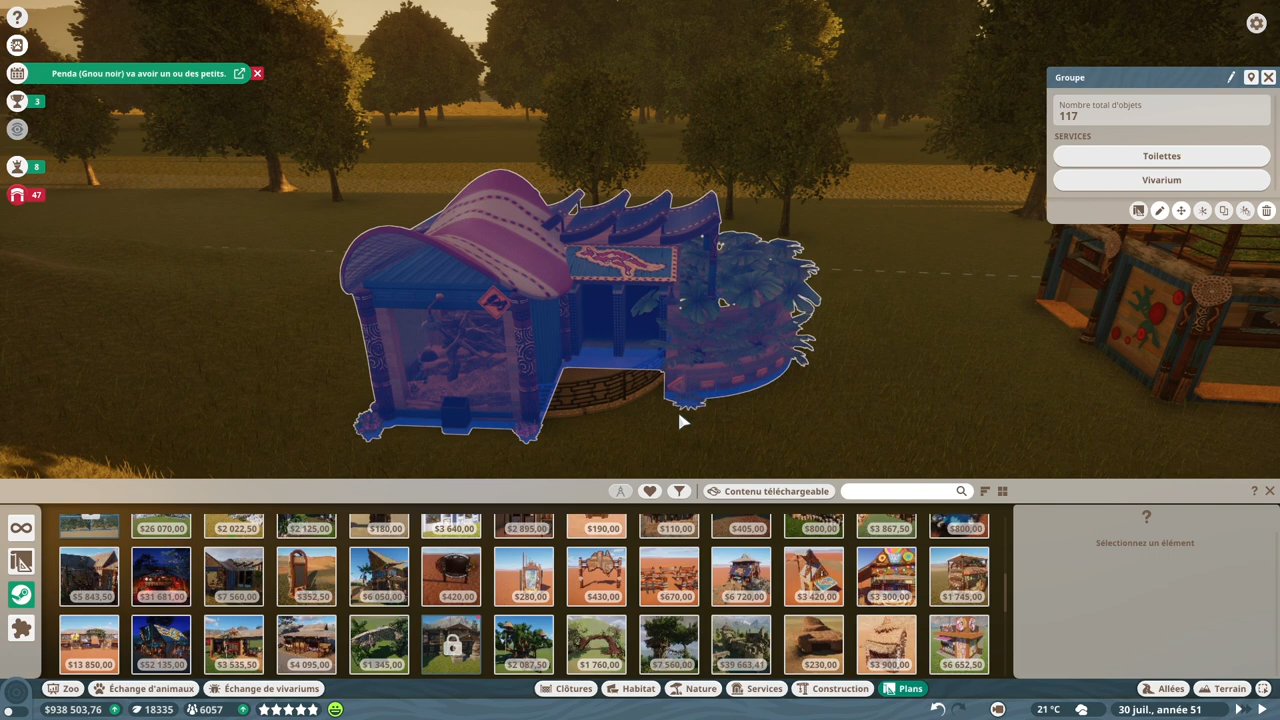 Penda (Gnou noir) va avoir un ou des petits.
3
8
47
Groupe
Nombre total d'objets
117
SERVICES
Toilettes
Vivarium
Contenu téléchargeable
$26 070,00 $2 022,50 $2 125,00 $180,00 $3 640,00 $2 895,00 $190,00 $110,00 $405,00 $800,00 $3 867,50 $800,00
$5 843,50 $31 681,00 $7 560,00 $352,50 $6 050,00 $420,00 $280,00 $430,00 $670,00 $6 720,00 $3 420,00 $3 300,00 $1 745,00
$13 850,00 $52 135,00 $3 535,50 $4 095,00 $1 345,00 $2 087,50 $1 760,00 $7 560,00 $39 663,41 $230,00 $3 900,00 $6 652,50
?
Sélectionnez un élément
Zoo Échange d'animaux Échange de vivariums Clôtures Habitat Nature Services Construction Plans Allées Terrain
$938 503,76 18335 6057 21 °C 30 juil., année 51